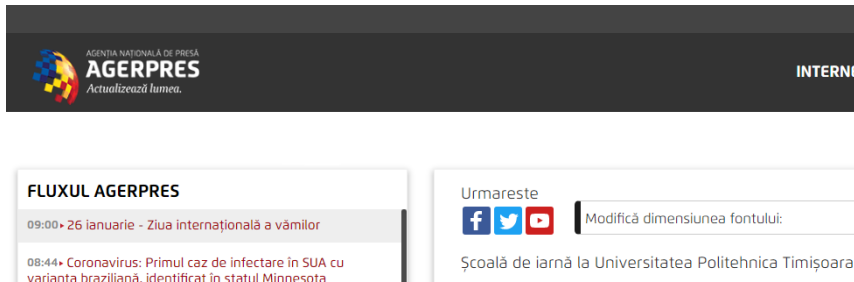 AGENȚIA NAȚIONALĂ DE PRESĂ
AGERPRES
Actualizează lumea.
FLUXUL AGERPRES
09:00 26 ianuarie - Ziua internațională a vămilor
08:44 Coronavirus: Primul caz de infectare în SUA cu
varianta braziliană, identificat în statul Minnesota
Urmareste
Modifică dimensiunea fontului:
Școală de iarnă la Universitatea Politehnica Timișoara